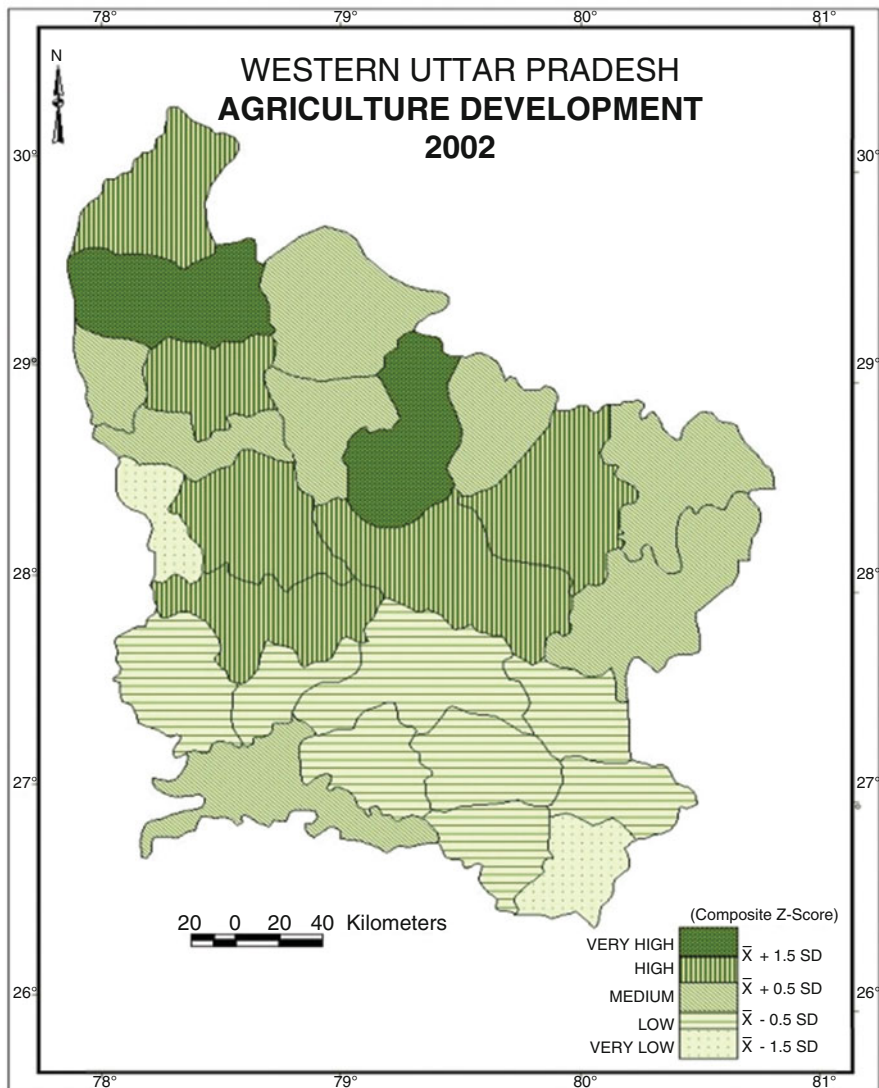 78° 79° 80° 81°
N
WESTERN UTTAR PRADESH
AGRICULTURE DEVELOPMENT
2002
30° 30°
29° 29°
28° 28°
27° 27°
20 0 20 40 Kilometers
(Composite Z-Score)
VERY HIGH
X̄ + 1.5 SD
HIGH
X̄ + 0.5 SD
MEDIUM
X̄ - 0.5 SD
LOW
X̄ - 1.5 SD
VERY LOW
26° 26°
78° 79° 80° 81°